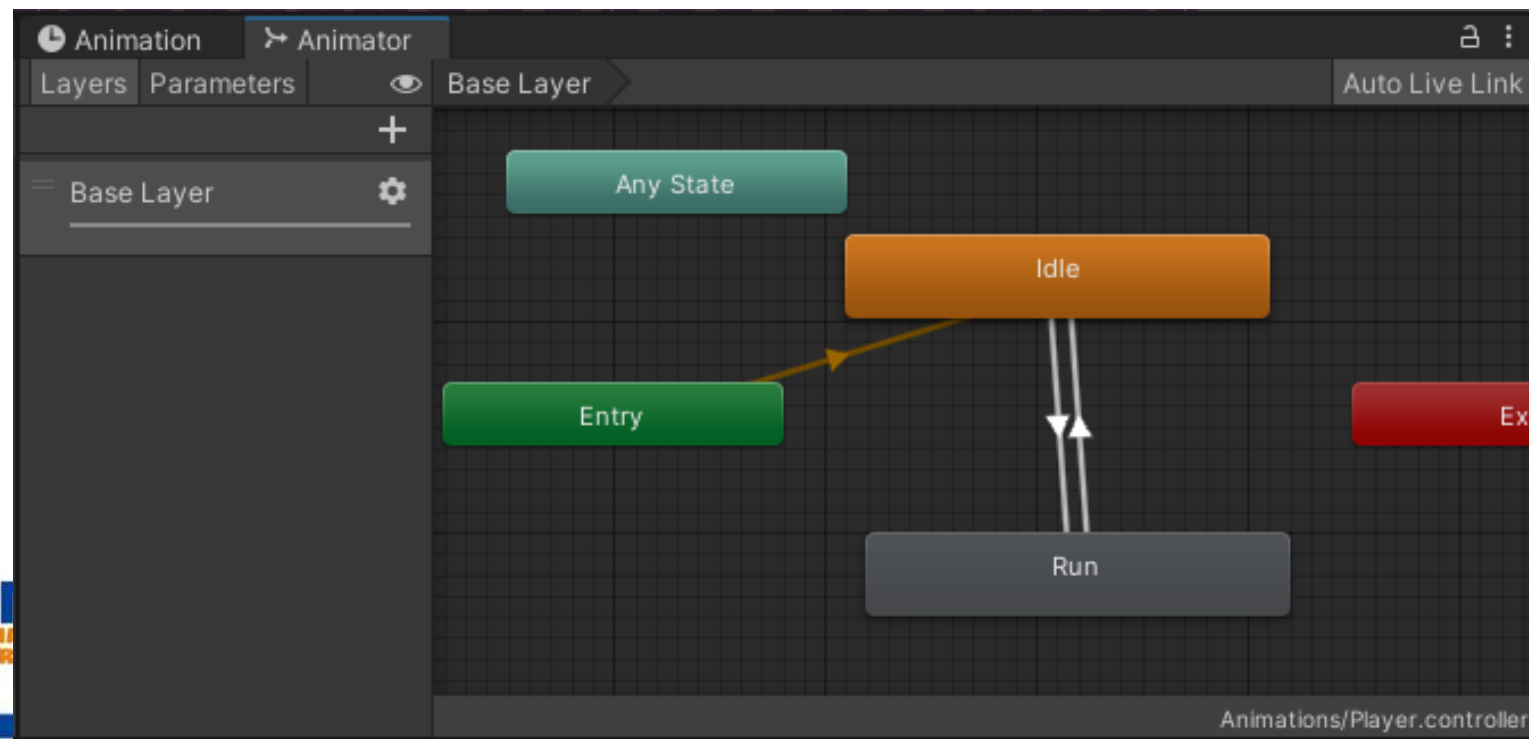 Animation Animator
Layers Parameters Base Layer Auto Live Link
Base Layer
Any State
Idle
Entry
Ex
Run
Animations/Player.controller